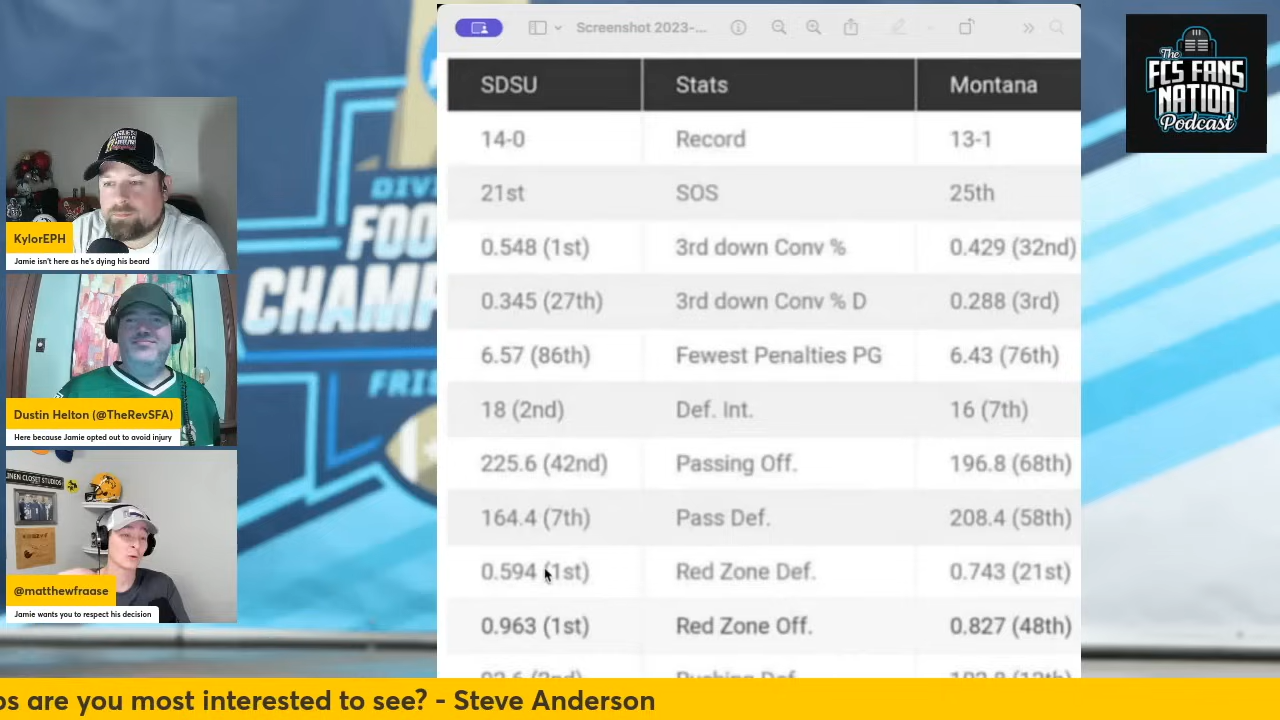 Screenshot 2023-...
SDSU Stats Montana
14-0 Record 13-1
21st SOS 25th
0.548 (1st) 3rd down Conv % 0.429 (32nd)
0.345 (27th) 3rd down Conv % D 0.288 (3rd)
6.57 (86th) Fewest Penalties PG 6.43 (76th)
18 (2nd) Def. Int. 16 (7th)
225.6 (42nd) Passing Off. 196.8 (68th)
164.4 (7th) Pass Def. 208.4 (58th)
0.594 (1st) Red Zone Def. 0.743 (21st)
0.963 (1st) Red Zone Off. 0.827 (48th)
The
FCS FANS
NATION
Podcast
DIVI
FOO
CHAMP
FRIS
KylorEPH
Jamie isn't here as he's dying his beard
Dustin Helton (@TheRevSFA)
Here because Jamie opted out to avoid injury
LINEN CLOSET STUDIOS
@matthewfraase
Jamie wants you to respect his decision
os are you most interested to see? - Steve Anderson